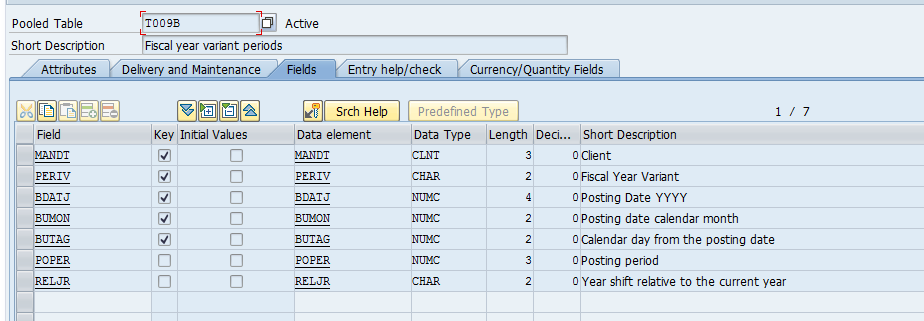 Pooled Table T009B Active
Short Description Fiscal year variant periods
Attributes Delivery and Maintenance Fields Entry help/check Currency/Quantity Fields
Srch Help Predefined Type 1 / 7
Field Key Initial Values Data element Data Type Length Deci... Short Description
MANDT MANDT CLNT 3 0 Client
PERIV PERIV CHAR 2 0 Fiscal Year Variant
BDATJ BDATJ NUMC 4 0 Posting Date YYYY
BUMON BUMON NUMC 2 0 Posting date calendar month
BUTAG BUTAG NUMC 2 0 Calendar day from the posting date
POPER POPER NUMC 3 0 Posting period
RELJR RELJR CHAR 2 0 Year shift relative to the current year